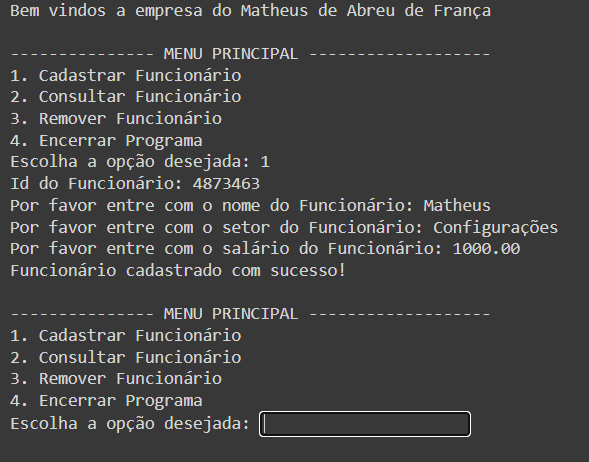 Bem vindos a empresa do Matheus de Abreu de França
--------------- MENU PRINCIPAL -------------------
1. Cadastrar Funcionário
2. Consultar Funcionário
3. Remover Funcionário
4. Encerrar Programa
Escolha a opção desejada: 1
Id do Funcionário: 4873463
Por favor entre com o nome do Funcionário: Matheus
Por favor entre com o setor do Funcionário: Configurações
Por favor entre com o salário do Funcionário: 1000.00
Funcionário cadastrado com sucesso!
--------------- MENU PRINCIPAL -------------------
1. Cadastrar Funcionário
2. Consultar Funcionário
3. Remover Funcionário
4. Encerrar Programa
Escolha a opção desejada: